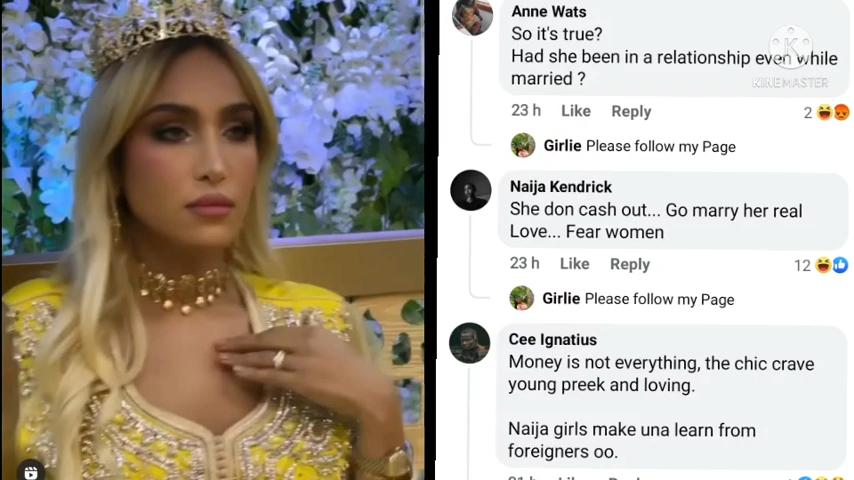 Anne Wats
So it's true?
Had she been in a relationship even while
married ?
KINEMASTER
23 h Like Reply 2
Girlie Please follow my Page
Naija Kendrick
She don cash out... Go marry her real
Love... Fear women
23 h Like Reply 12
Girlie Please follow my Page
Cee Ignatius
Money is not everything, the chic crave
young preek and loving.
Naija girls make una learn from
foreigners oo.